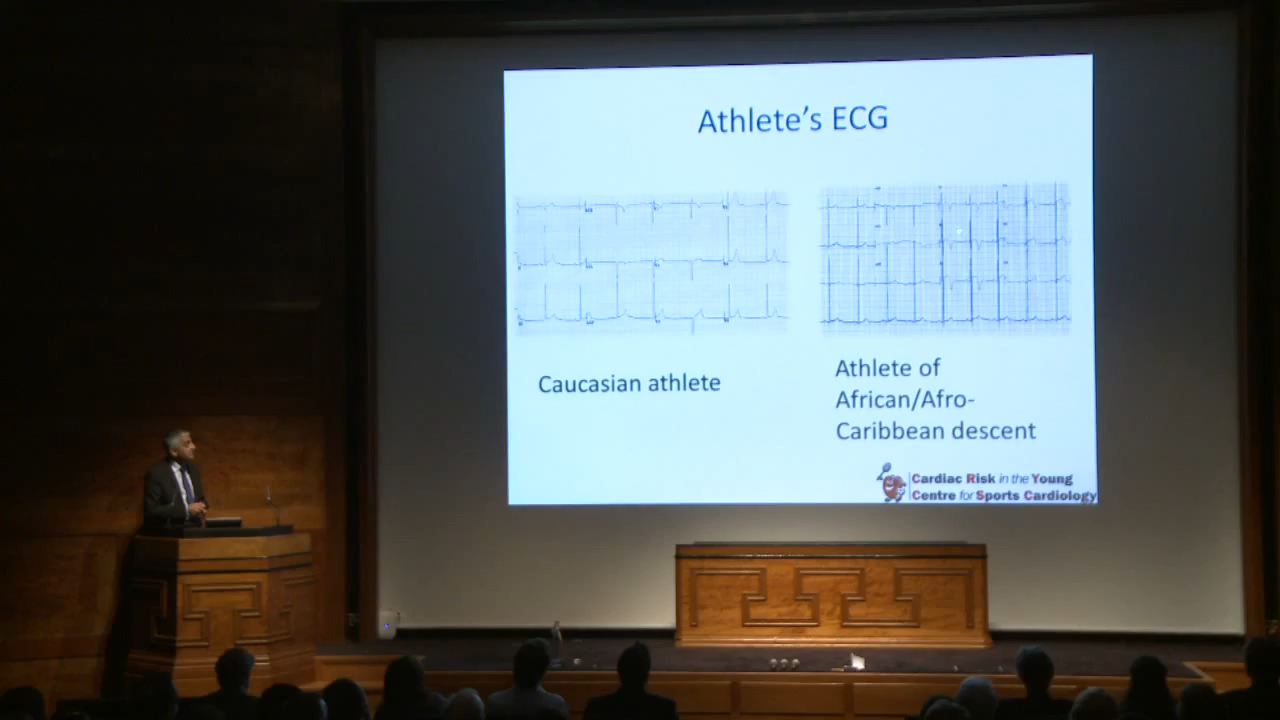 Athlete's ECG
Caucasian athlete
Athlete of
African/Afro-
Caribbean descent
Cardiac Risk in the Young
Centre for Sports Cardiology